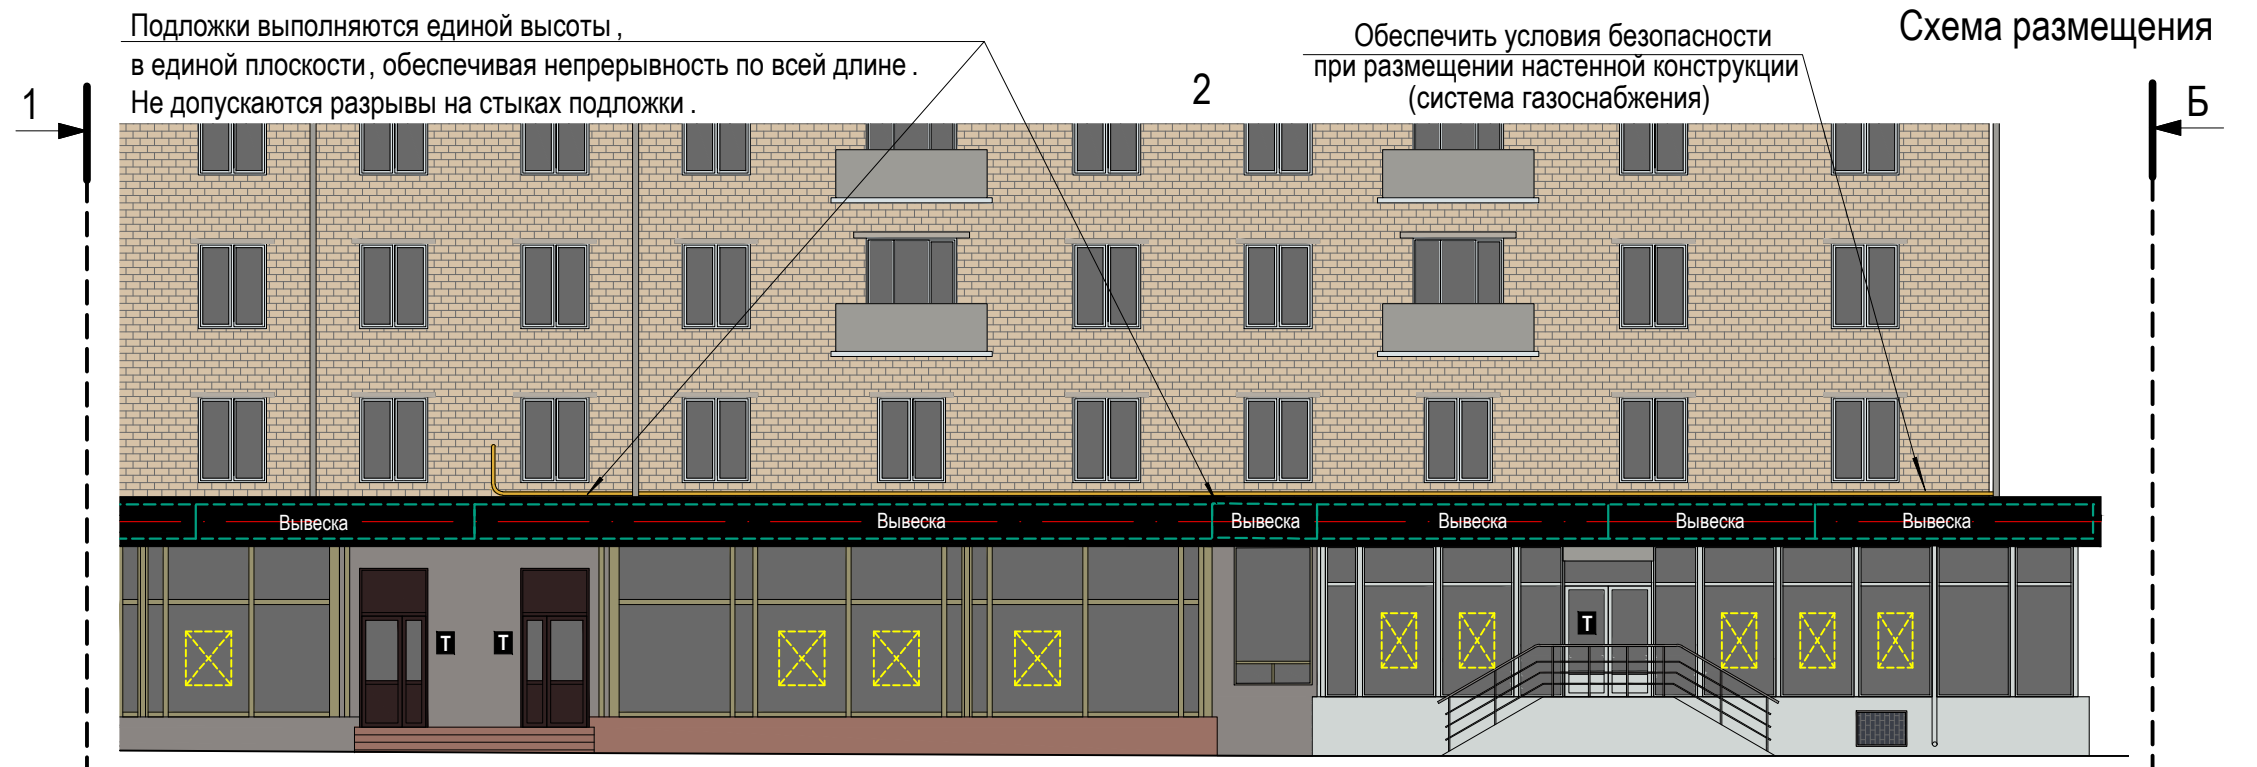 Подложки выполняются единой высоты,
в единой плоскости, обеспечивая непрерывность по всей длине.
Не допускаются разрывы на стыках подложки.
Обеспечить условия безопасности
при размещении настенной конструкции
(система газоснабжения)
Схема размещения
1
2
Б
Вывеска
Вывеска
Вывеска
Вывеска
Вывеска
Вывеска
Т
Т
Т